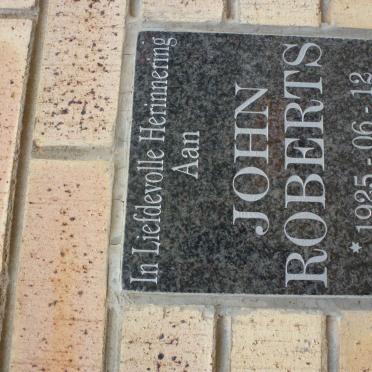 In Liefdevolle Herinnering
Aan
JOHN
ROBERTS
* 1925 - 06 - 12